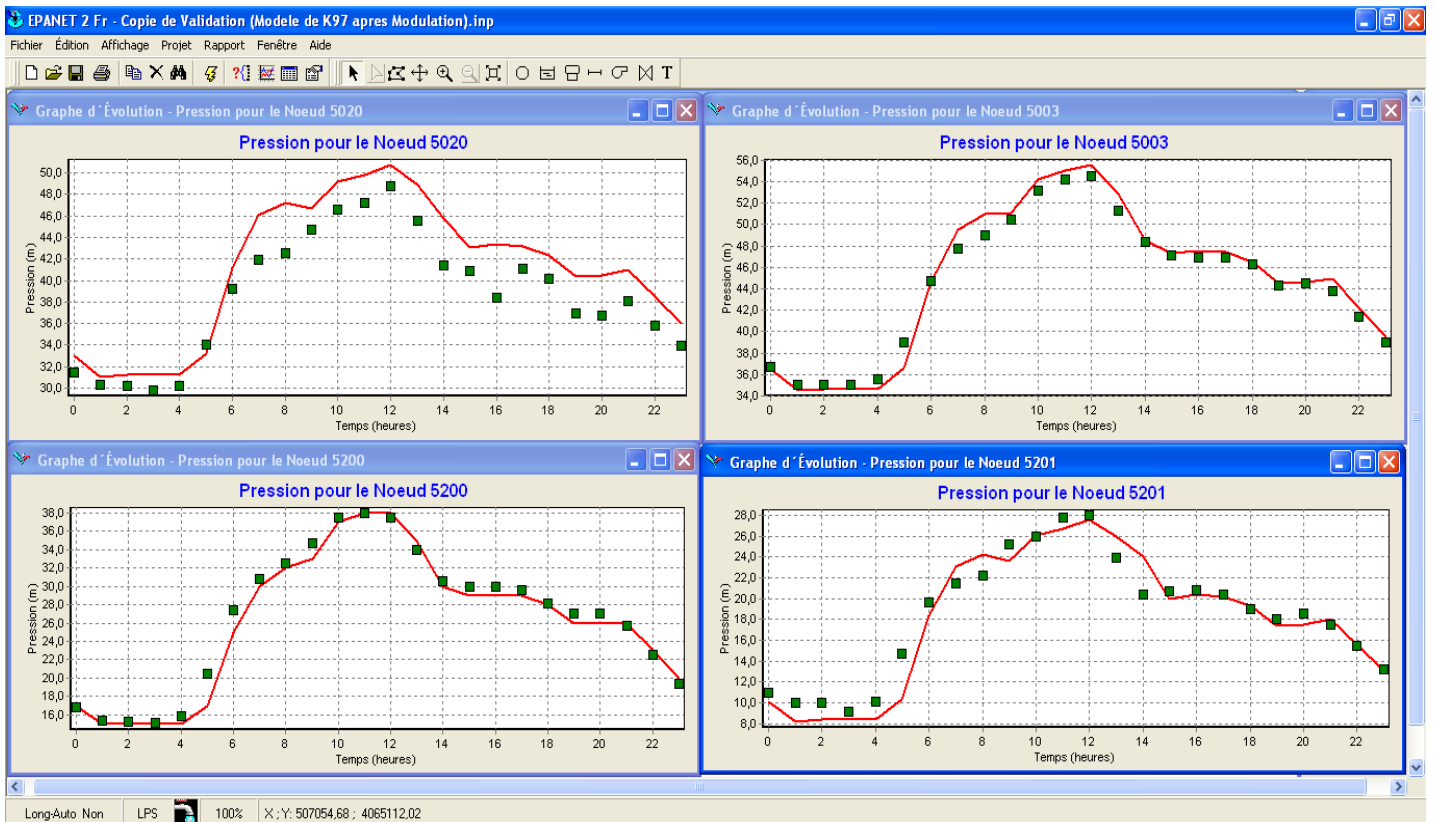 EPANET 2 Fr - Copie de Validation (Modele de K97 apres Modulation).inp
Fichier Édition Affichage Projet Rapport Fenêtre Aide
T
Graphe d´Évolution - Pression pour le Noeud 5020
Pression pour le Noeud 5020
Pression (m)
50,0
48,0
46,0
44,0
42,0
40,0
38,0
36,0
34,0
32,0
30,0
0 2 4 6 8 10 12 14 16 18 20 22
Temps (heures)
Graphe d´Évolution - Pression pour le Noeud 5003
Pression pour le Noeud 5003
Pression (m)
56,0
54,0
52,0
50,0
48,0
46,0
44,0
42,0
40,0
38,0
36,0
34,0
0 2 4 6 8 10 12 14 16 18 20 22
Temps (heures)
Graphe d´Évolution - Pression pour le Noeud 5200
Pression pour le Noeud 5200
Pression (m)
38,0
36,0
34,0
32,0
30,0
28,0
26,0
24,0
22,0
20,0
18,0
16,0
0 2 4 6 8 10 12 14 16 18 20 22
Temps (heures)
Graphe d´Évolution - Pression pour le Noeud 5201
Pression pour le Noeud 5201
Pression (m)
28,0
26,0
24,0
22,0
20,0
18,0
16,0
14,0
12,0
10,0
8,0
0 2 4 6 8 10 12 14 16 18 20 22
Temps (heures)
Long-Auto Non LPS 100% X ; Y: 507054,68 ; 4065112,02